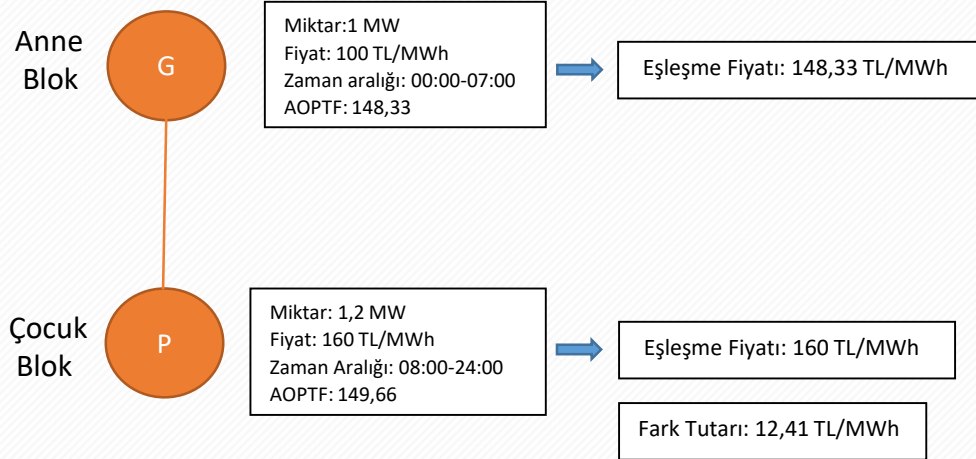 Anne
Blok
G
Miktar:1 MW
Fiyat: 100 TL/MWh
Zaman aralığı: 00:00-07:00
AOPTF: 148,33
Eşleşme Fiyatı: 148,33 TL/MWh
Çocuk
Blok
P
Miktar: 1,2 MW
Fiyat: 160 TL/MWh
Zaman Aralığı: 08:00-24:00
AOPTF: 149,66
Eşleşme Fiyatı: 160 TL/MWh
Fark Tutarı: 12,41 TL/MWh